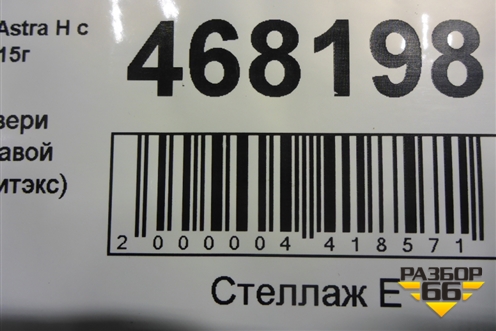 Astra H с
15г
468198
вери
авой
итэкс)
2 000004 418571
Стеллаж Е
РАЗБОР
66